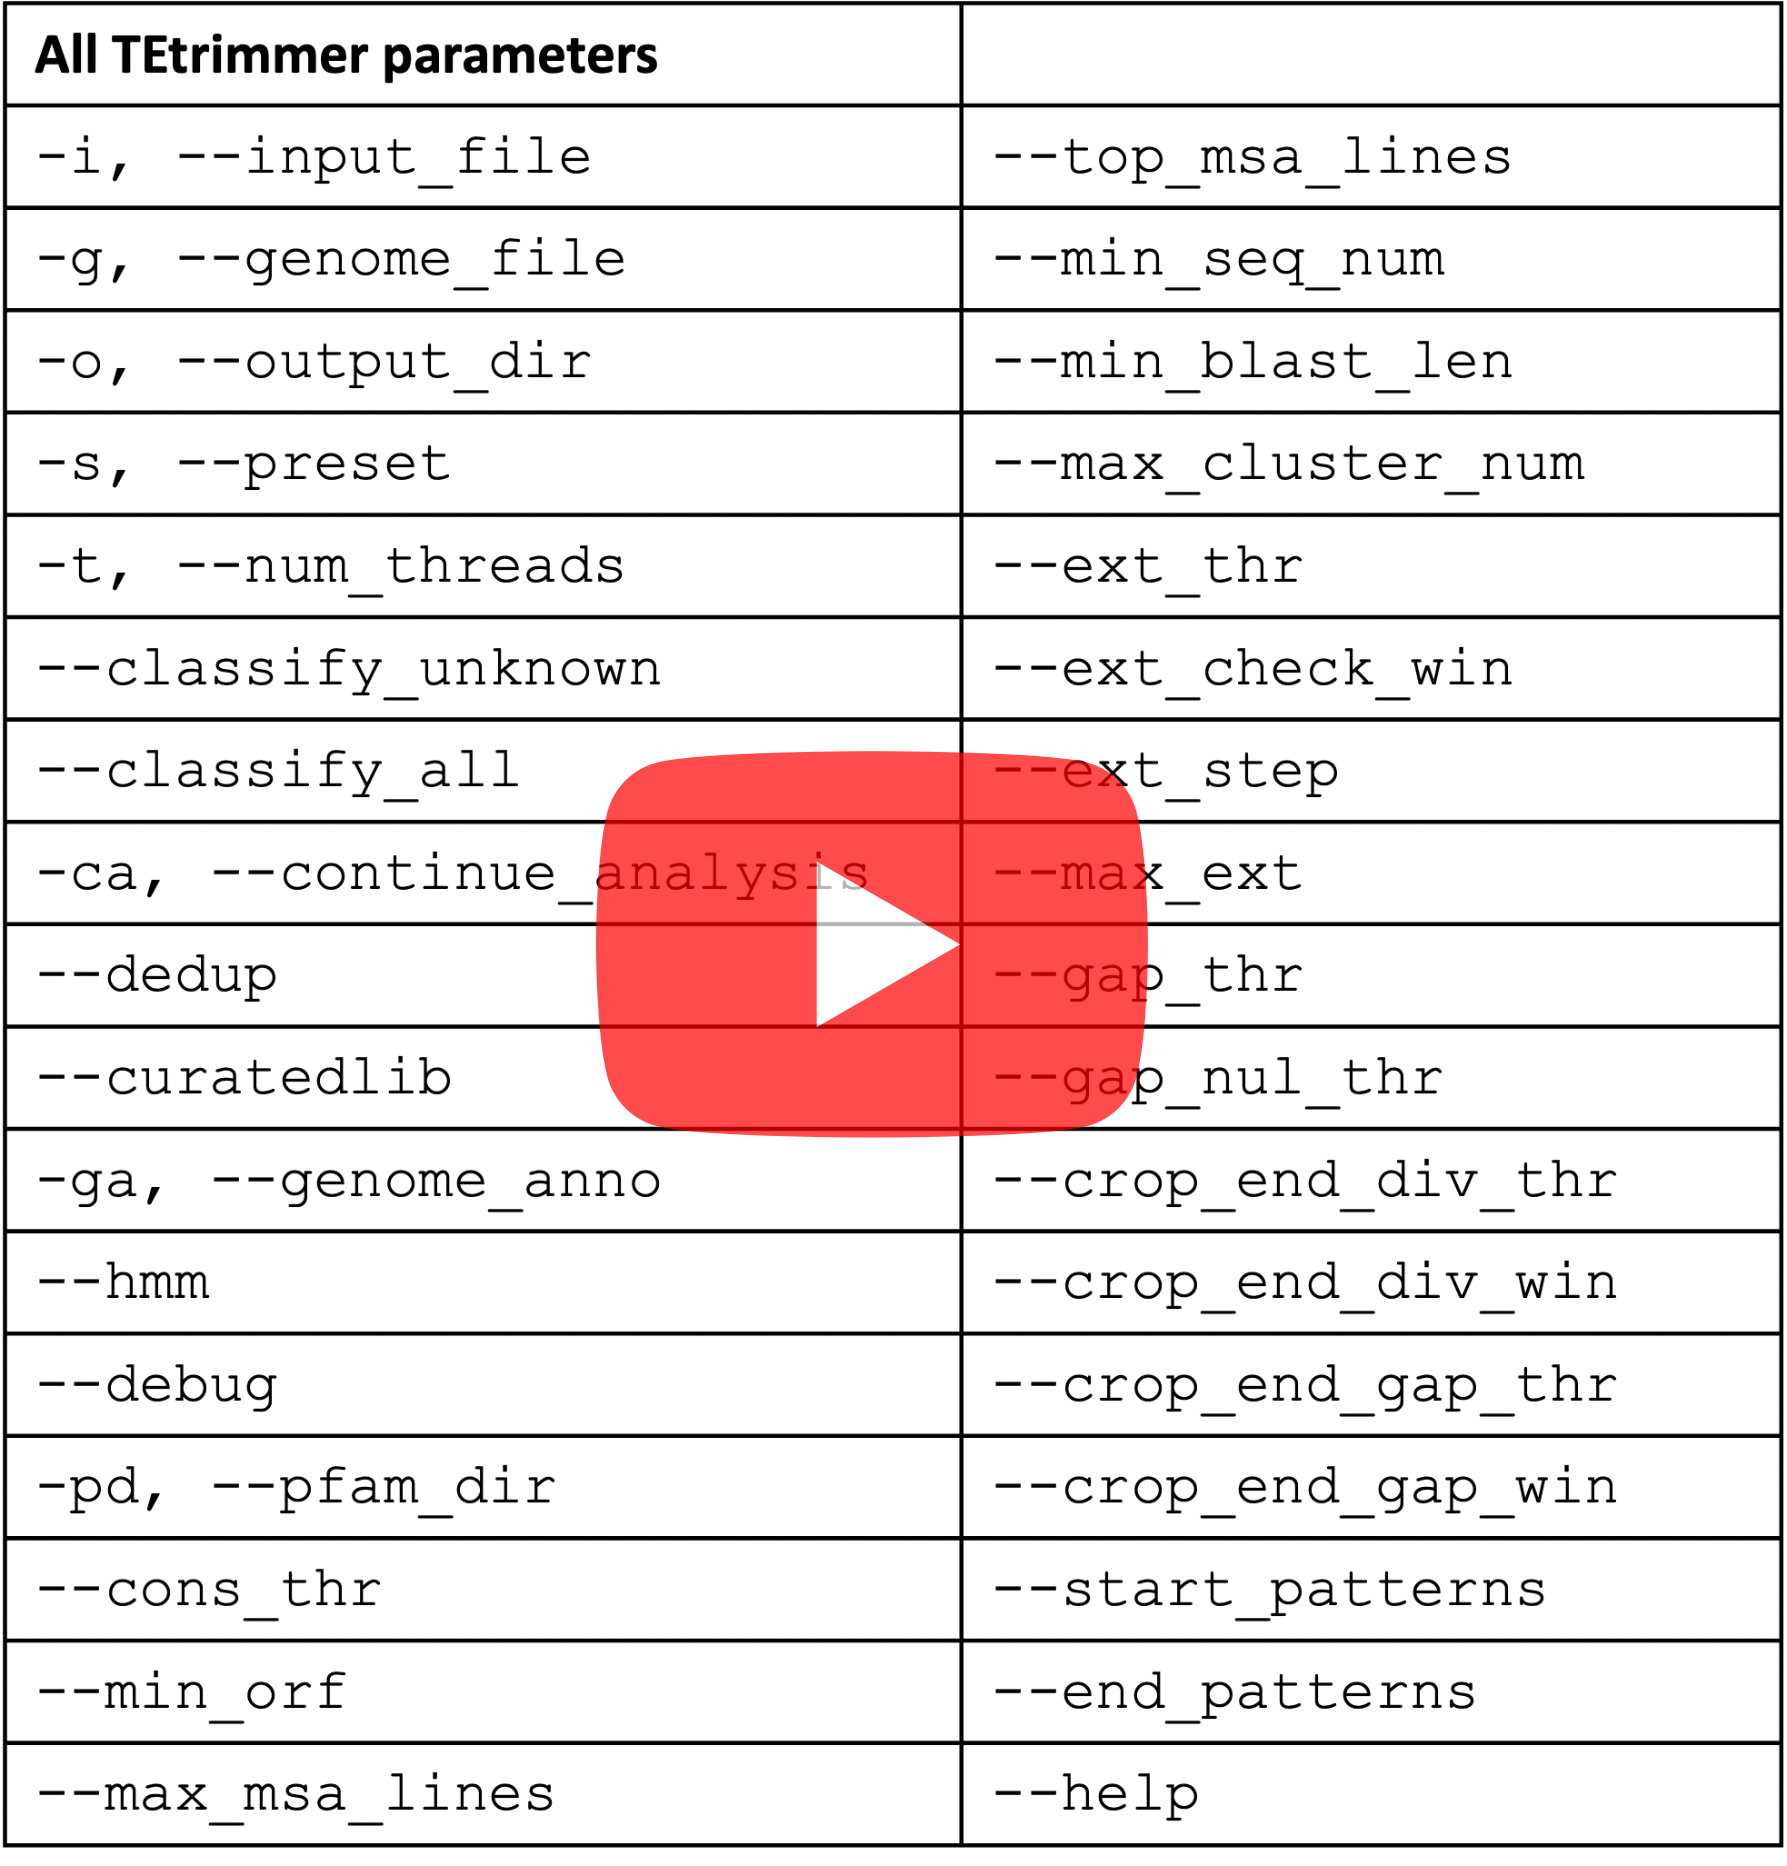 All TEtrimmer parameters
-i, --input_file --top_msa_lines
-g, --genome_file --min_seq_num
-o, --output_dir --min_blast_len
-s, --preset --max_cluster_num
-t, --num_threads --ext_thr
--classify_unknown --ext_check_win
--classify_all --ext_step
-ca, --continue_analysis --max_ext
--dedup --gap_thr
--curatedlib --gap_nul_thr
-ga, --genome_anno --crop_end_div_thr
--hmm --crop_end_div_win
--debug --crop_end_gap_thr
-pd, --pfam_dir --crop_end_gap_win
--cons_thr --start_patterns
--min_orf --end_patterns
--max_msa_lines --help